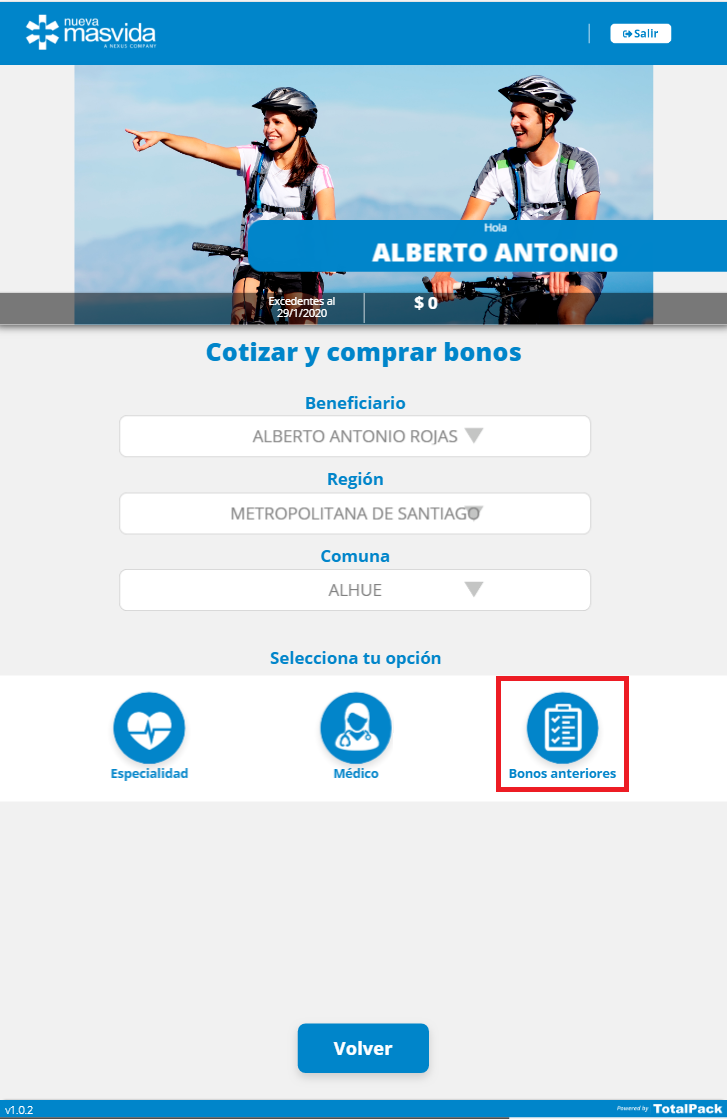 nueva
masvida
A NEXUS COMPANY
Salir
Hola
ALBERTO ANTONIO
Excedentes al
29/1/2020
$ 0
Cotizar y comprar bonos
Beneficiario
ALBERTO ANTONIO ROJAS
Región
METROPOLITANA DE SANTIAGO
Comuna
ALHUE
Selecciona tu opción
Especialidad
Médico
Bonos anteriores
Volver
v1.0.2
Powered by TotalPack